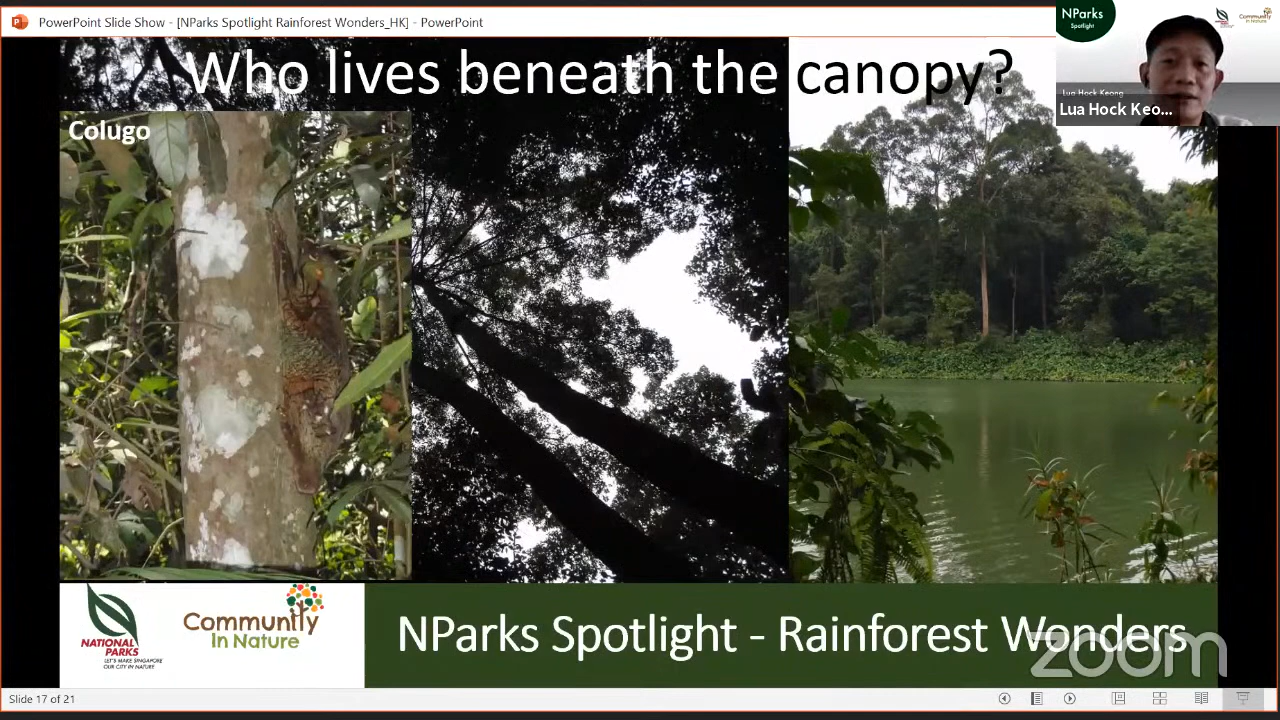 PowerPoint Slide Show - [NParks Spotlight Rainforest Wonders_HK] - PowerPoint
NParks
Spotlight
Community
in Nature
Who lives beneath the canopy?
Lua Hock Keong
Lua Hock Keo...
Colugo
NATIONAL
PARKS
LET'S MAKE SINGAPORE
OUR CITY IN NATURE
Community
In Nature
NParks Spotlight - Rainforest Wonders
zoom
Slide 17 of 21